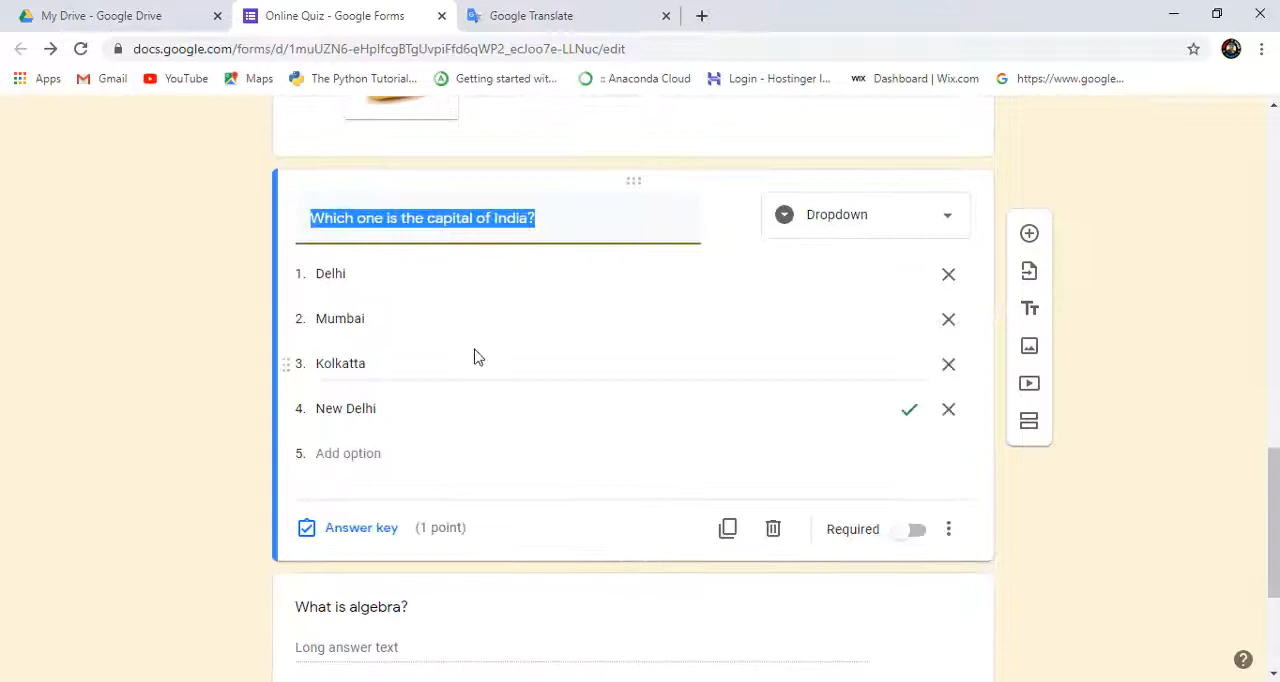 My Drive - Google Drive
Online Quiz - Google Forms
Google Translate
docs.google.com/forms/d/1muUZN6-eHpIfcgBTgUvpiFfd6qWP2_ecJoo7e-LLNuc/edit
Apps
Gmail
YouTube
Maps
The Python Tutorial...
Getting started wit...
:: Anaconda Cloud
Login - Hostinger I...
WIX Dashboard | Wix.com
https://www.google...
Which one is the capital of India?
Dropdown
1. Delhi
2. Mumbai
3. Kolkatta
4. New Delhi
5. Add option
Tt
Answer key (1 point)
Required
What is algebra?
Long answer text